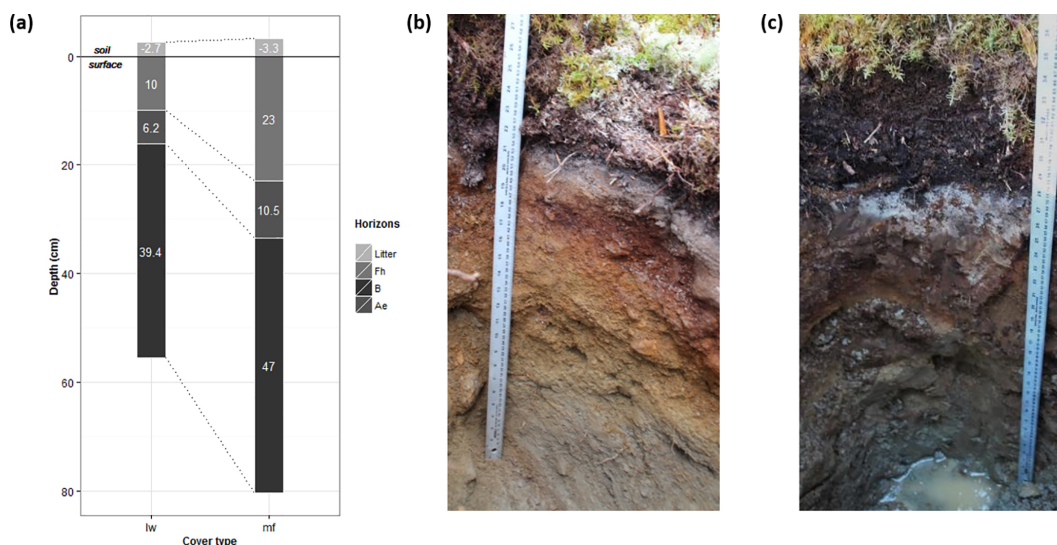 (a)
(b)
(c)
-2.7
-3.3
soil
surface
0
10
23
6.2
20
10.5
39.4
40
47
60
80
Depth (cm)
lw
mf
Cover type
Horizons
Litter
Fh
B
Ae